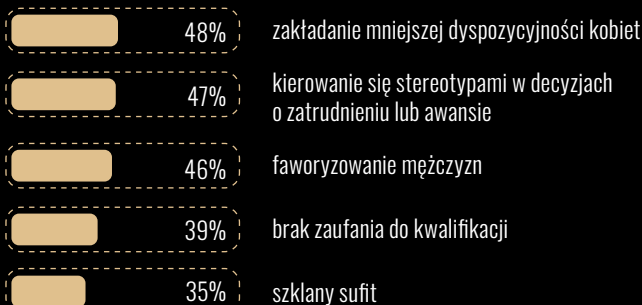 48% zakładanie mniejszej dyspozycyjności kobiet
47% kierowanie się stereotypami w decyzjach
o zatrudnieniu lub awansie
46% faworyzowanie mężczyzn
39% brak zaufania do kwalifikacji
35% szklany sufit